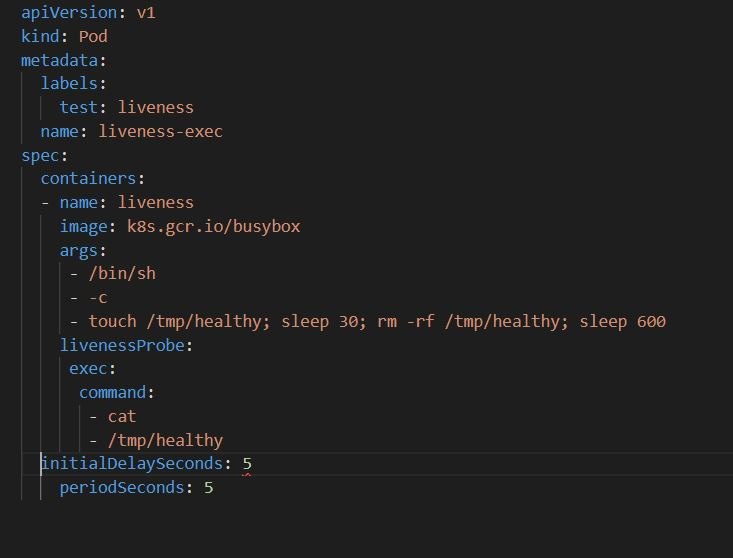 apiVersion: v1
kind: Pod
metadata:
  labels:
    test: liveness
  name: liveness-exec
spec:
  containers:
  - name: liveness
    image: k8s.gcr.io/busybox
    args:
     - /bin/sh
     - -c
     - touch /tmp/healthy; sleep 30; rm -rf /tmp/healthy; sleep 600
    livenessProbe:
     exec:
      command:
       - cat
       - /tmp/healthy
  initialDelaySeconds: 5
    periodSeconds: 5